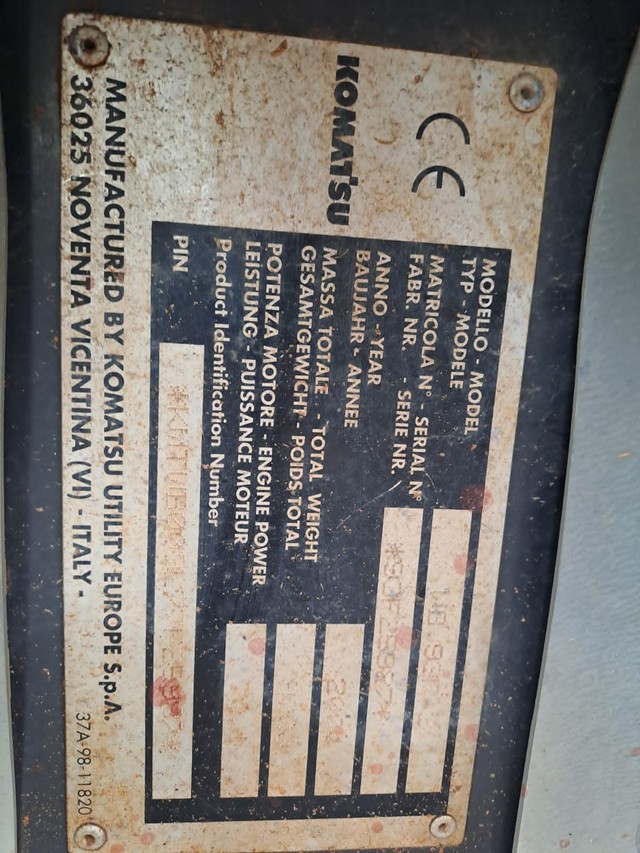 CE
KOMATSU
MODELLO - MODEL
TYP - MODELE
MATRICOLA N° - SERIAL N°
FABR. NR. - SERIE NR.
ANNO - YEAR
BAUJAHR - ANNEE
MASSA TOTALE - TOTAL WEIGHT
GESAMTGEWICHT - POIDS TOTAL
POTENZA MOTORE - ENGINE POWER
LEISTUNG - PUISSANCE MOTEUR
Product Identification Number
PIN
MANUFACTURED BY KOMATSU UTILITY EUROPE S.p.A.
36025 NOVENTA VICENTINA (VI) - ITALY -
37A-98-11820